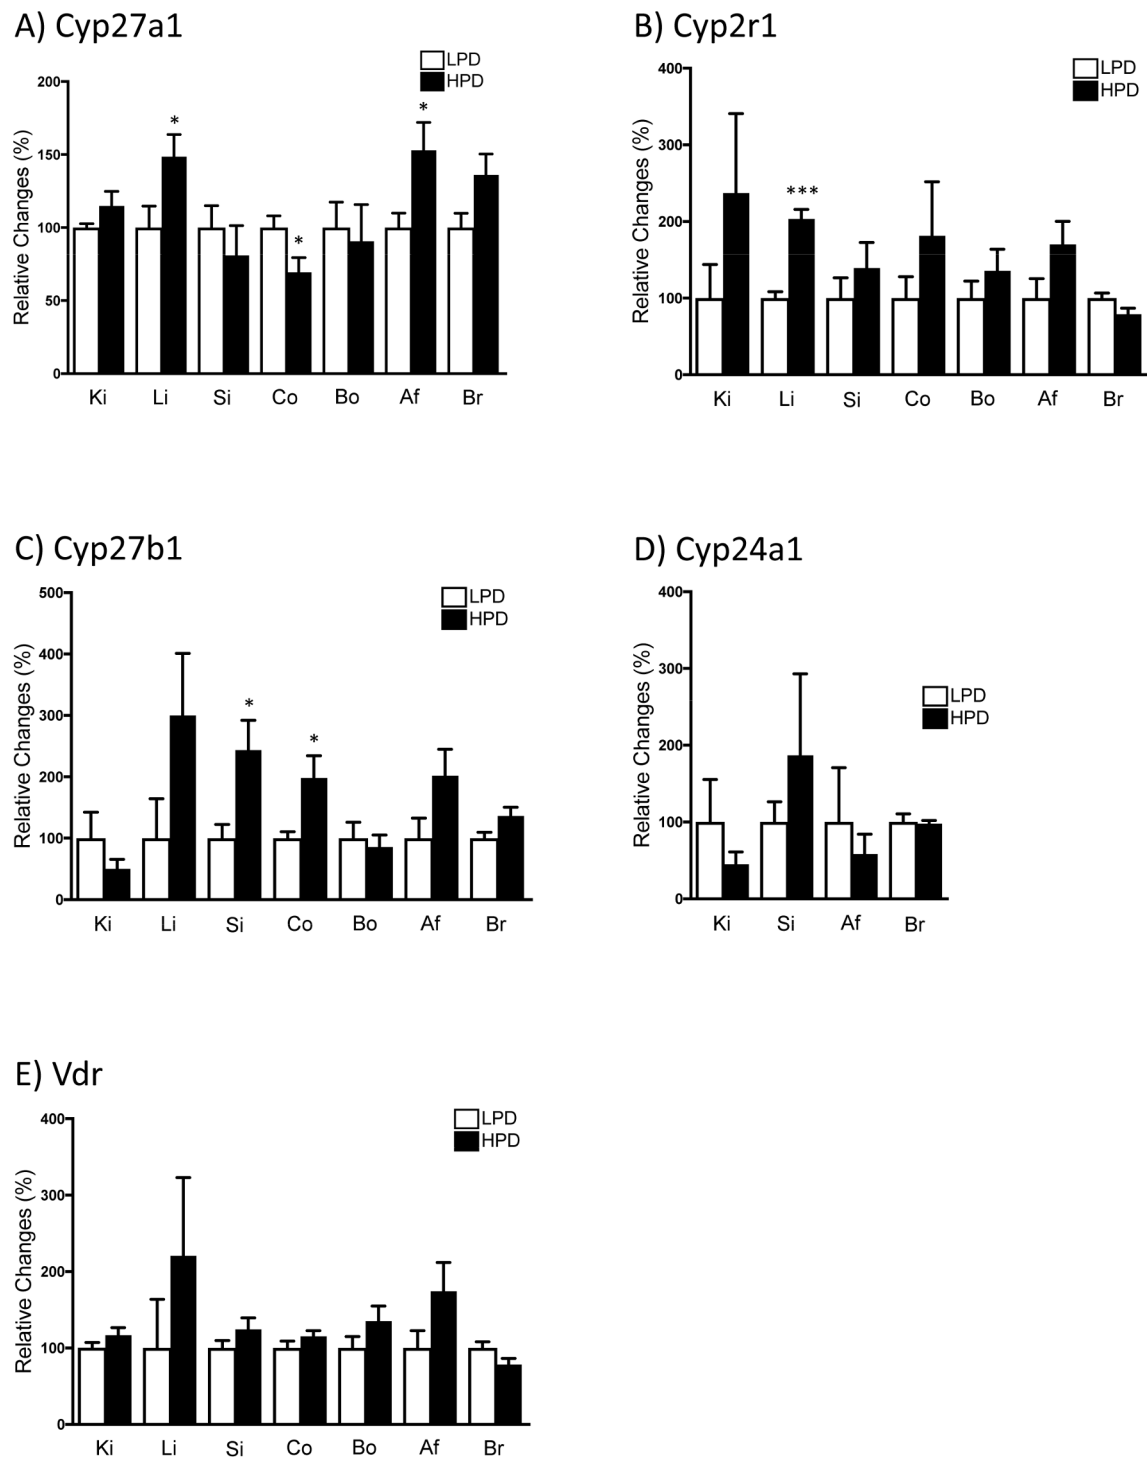 A) Cyp27a1
LPD
HPD
Relative Changes (%)
200
150
100
50
0
* * *
Ki Li Si Co Bo Af Br
B) Cyp2r1
LPD
HPD
Relative Changes (%)
400
300
200
100
0
***
Ki Li Si Co Bo Af Br
C) Cyp27b1
LPD
HPD
Relative Changes (%)
500
400
300
200
100
0
* *
Ki Li Si Co Bo Af Br
D) Cyp24a1
LPD
HPD
Relative Changes (%)
400
300
200
100
0
Ki Si Af Br
E) Vdr
LPD
HPD
Relative Changes (%)
400
300
200
100
0
Ki Li Si Co Bo Af Br